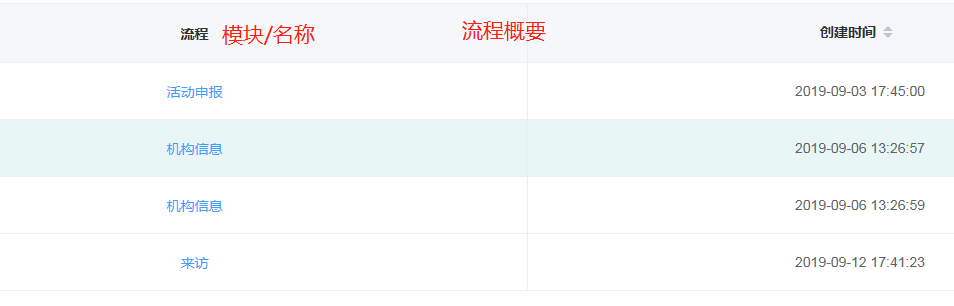 流程 模块/名称 流程概要 创建时间
活动申报 2019-09-03 17:45:00
机构信息 2019-09-06 13:26:57
机构信息 2019-09-06 13:26:59
来访 2019-09-12 17:41:23